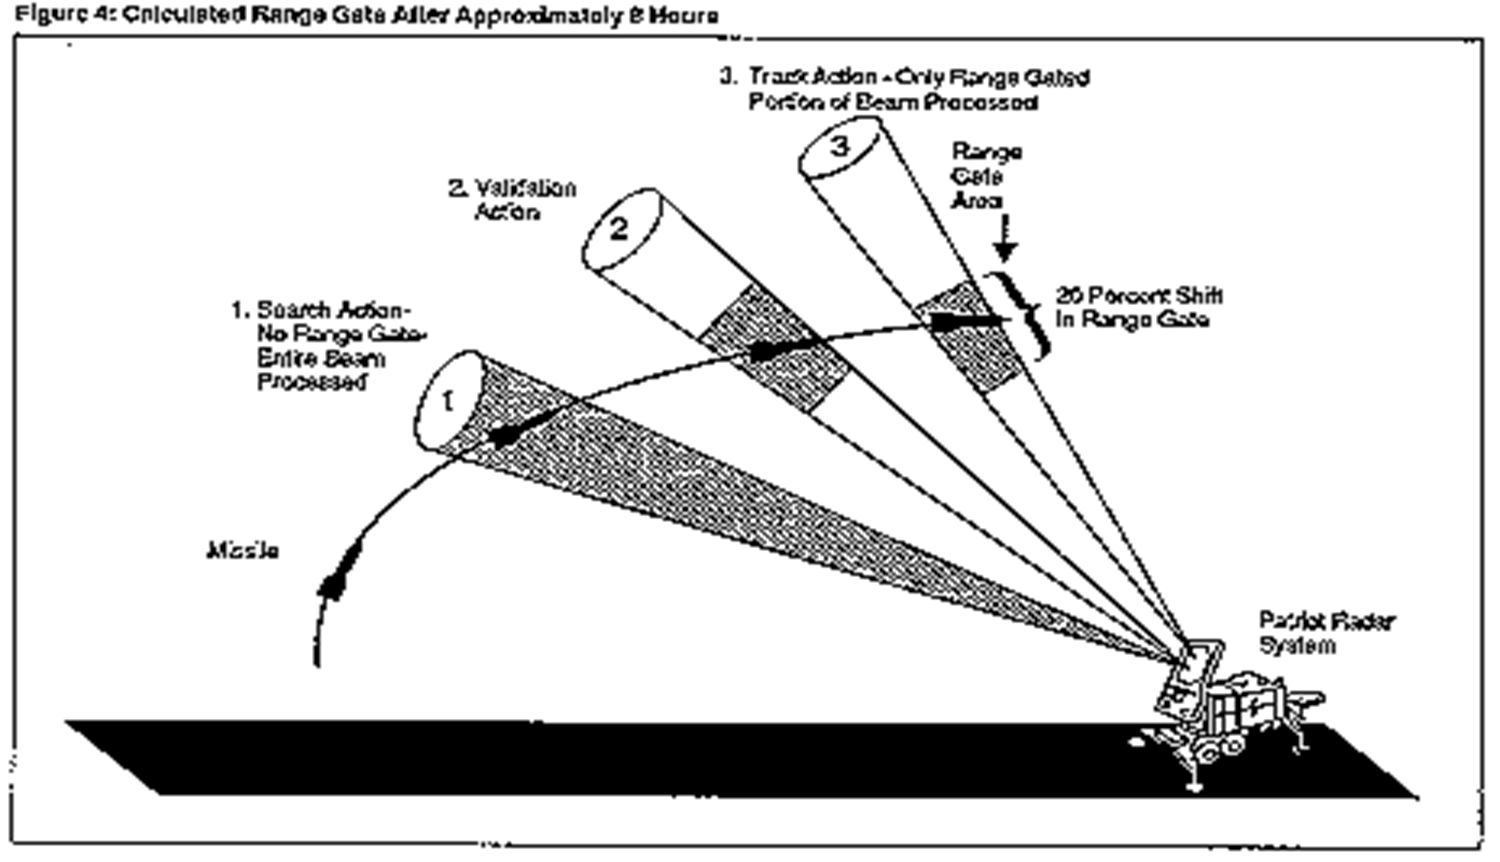 Figure 4: Calculated Range Gate After Approximately 8 Hours
3. Track Action - Only Range Gated
Portion of Beam Processed
3
Range
Gate
Area
2. Validation
Action
2
20 Percent Shift
In Range Gate
1. Search Action-
No Range Gate-
Entire Beam
Processed
1
Missile
Patriot Radar
System